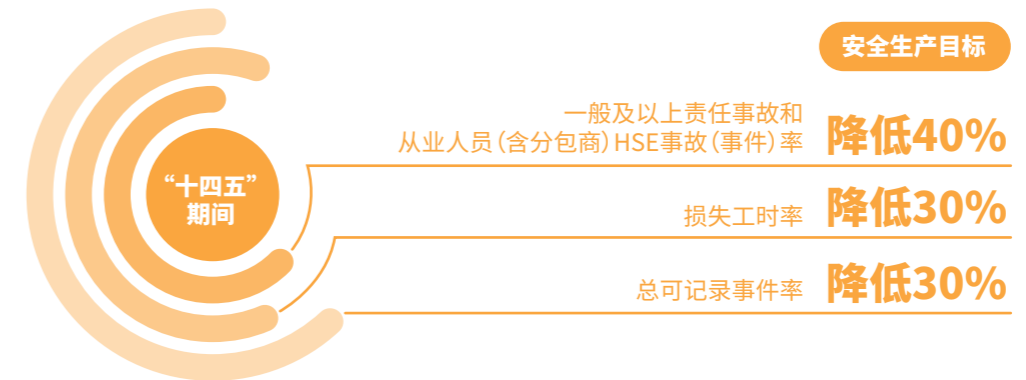 安全生产目标
一般及以上责任事故和
从业人员（含分包商）HSE事故（事件）率
降低40%
“十四五”
期间
损失工时率
降低30%
总可记录事件率
降低30%